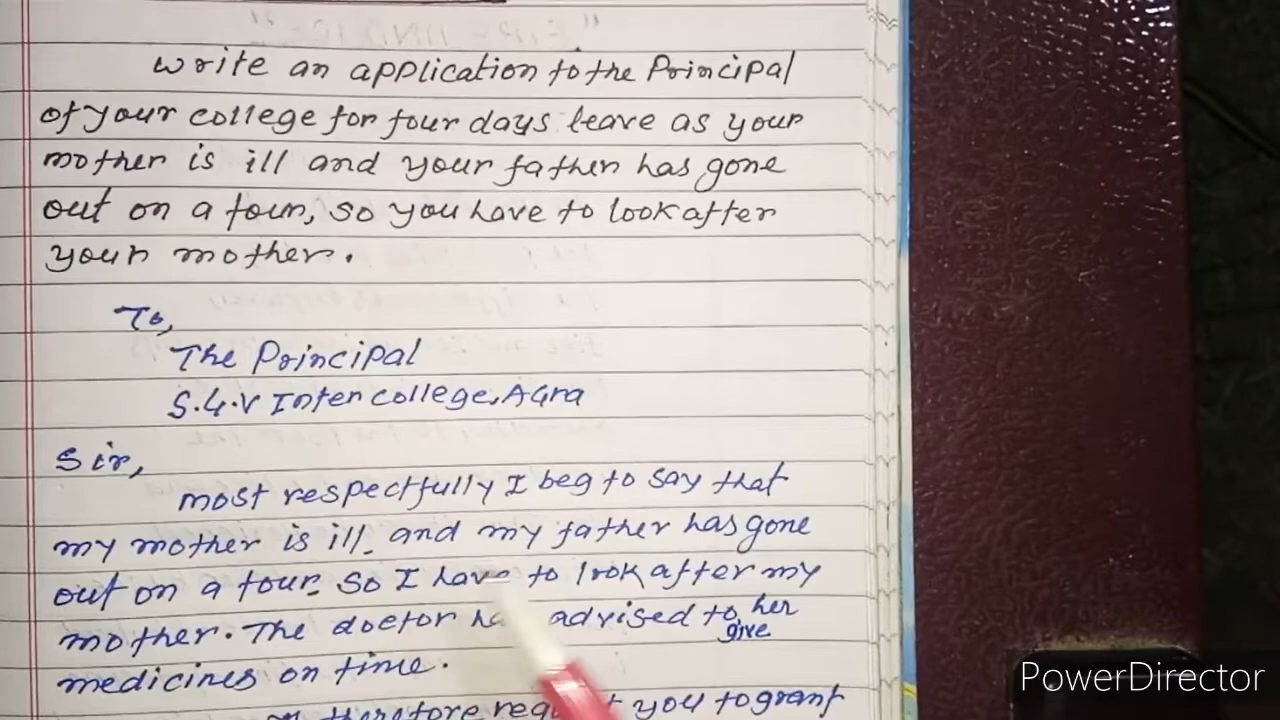 Write an application to the Principal
of your college for four days leave as your
mother is ill and your father has gone
out on a tour, so you have to look after
your mother.
To,
The Principal
S.G.V Inter college, AGra
Sir,
most respectfully I beg to say that
my mother is ill. and my father has gone
out on a tour. so I have to look after my
mother. The doctor advised to give her
medicines on time.
therefore you to grant
PowerDirector